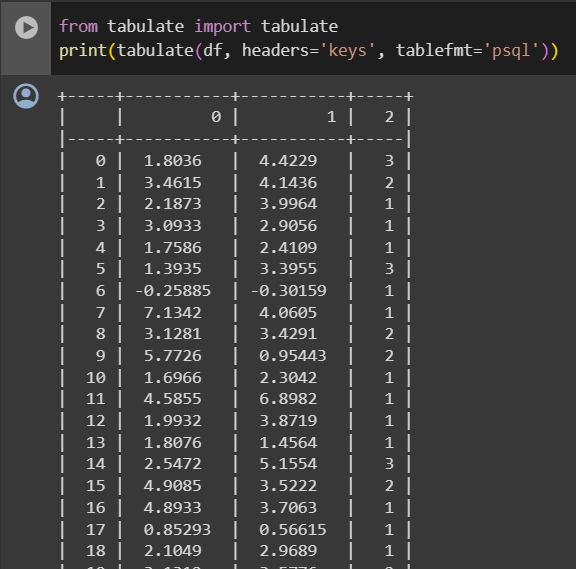 from tabulate import tabulate
print(tabulate(df, headers='keys', tablefmt='psql'))
+-----+-----------+-----------+-----+
|     |         0 |         1 |   2 |
|-----+-----------+-----------+-----|
|   0 |  1.8036   |  4.4229   |   3 |
|   1 |  3.4615   |  4.1436   |   2 |
|   2 |  2.1873   |  3.9964   |   1 |
|   3 |  3.0933   |  2.9056   |   1 |
|   4 |  1.7586   |  2.4109   |   1 |
|   5 |  1.3935   |  3.3955   |   3 |
|   6 | -0.25885  | -0.30159  |   1 |
|   7 |  7.1342   |  4.0605   |   1 |
|   8 |  3.1281   |  3.4291   |   2 |
|   9 |  5.7726   |  0.95443  |   2 |
|  10 |  1.6966   |  2.3042   |   1 |
|  11 |  4.5855   |  6.8982   |   1 |
|  12 |  1.9932   |  3.8719   |   1 |
|  13 |  1.8076   |  1.4564   |   1 |
|  14 |  2.5472   |  5.1554   |   3 |
|  15 |  4.9085   |  3.5222   |   2 |
|  16 |  4.8933   |  3.7063   |   1 |
|  17 |  0.85293  |  0.56615  |   1 |
|  18 |  2.1049   |  2.9689   |   1 |